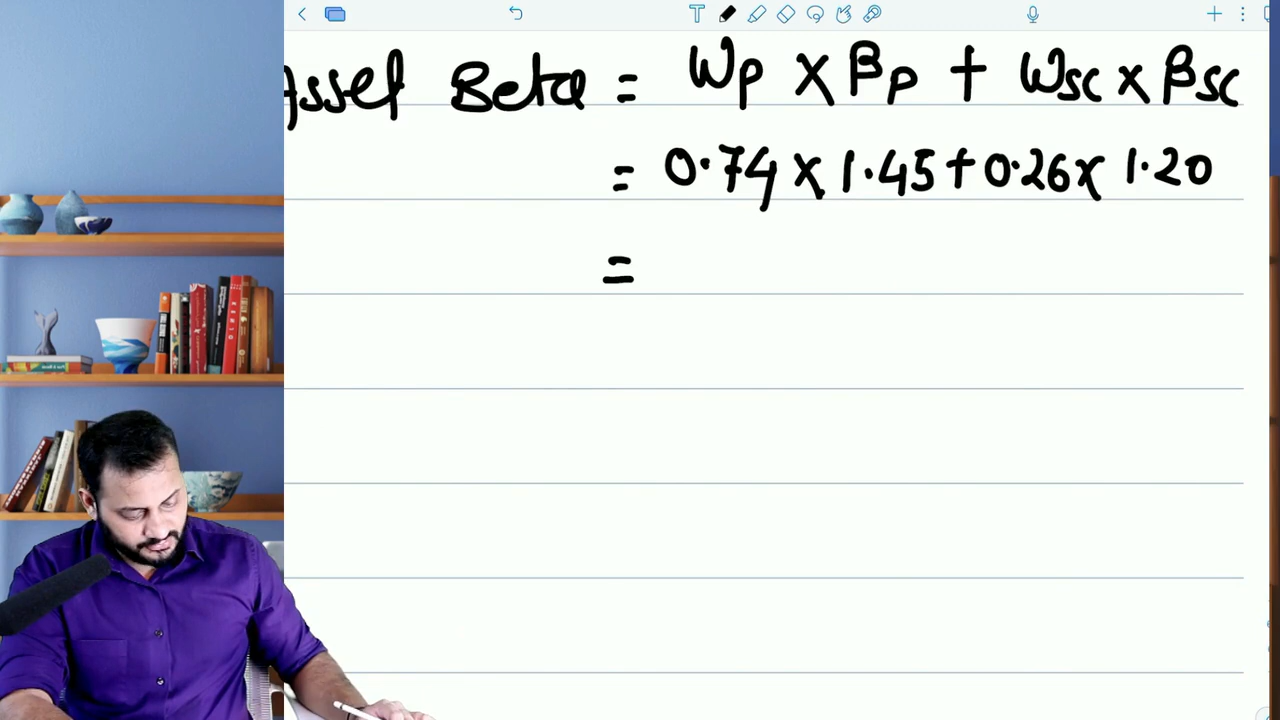 Asset Beta = Wp × βp + Wsc × βsc
= 0.74 × 1.45 + 0.26 × 1.20
=